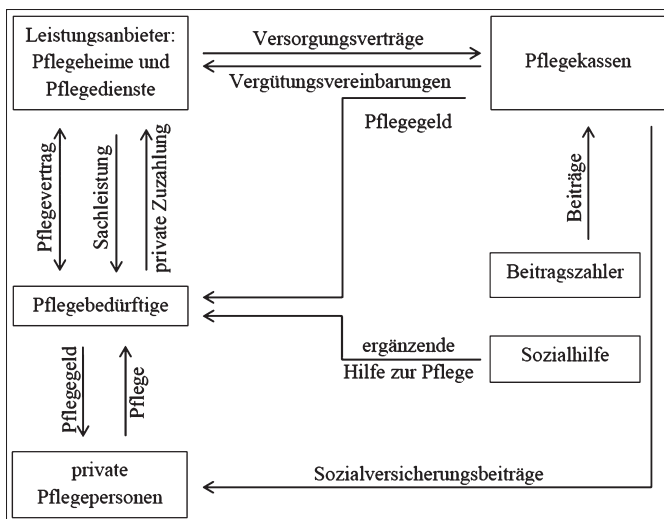 Leistungsanbieter:
Pflegeheime und
Pflegedienste
Versorgungsverträge
Vergütungsvereinbarungen
Pflegekassen
Pflegegeld
Pflegevertrag
Sachleistung
private Zuzahlung
Beiträge
Beitragszahler
Pflegebedürftige
ergänzende
Hilfe zur Pflege
Sozialhilfe
Pflegegeld
Pflege
private
Pflegepersonen
Sozialversicherungsbeiträge